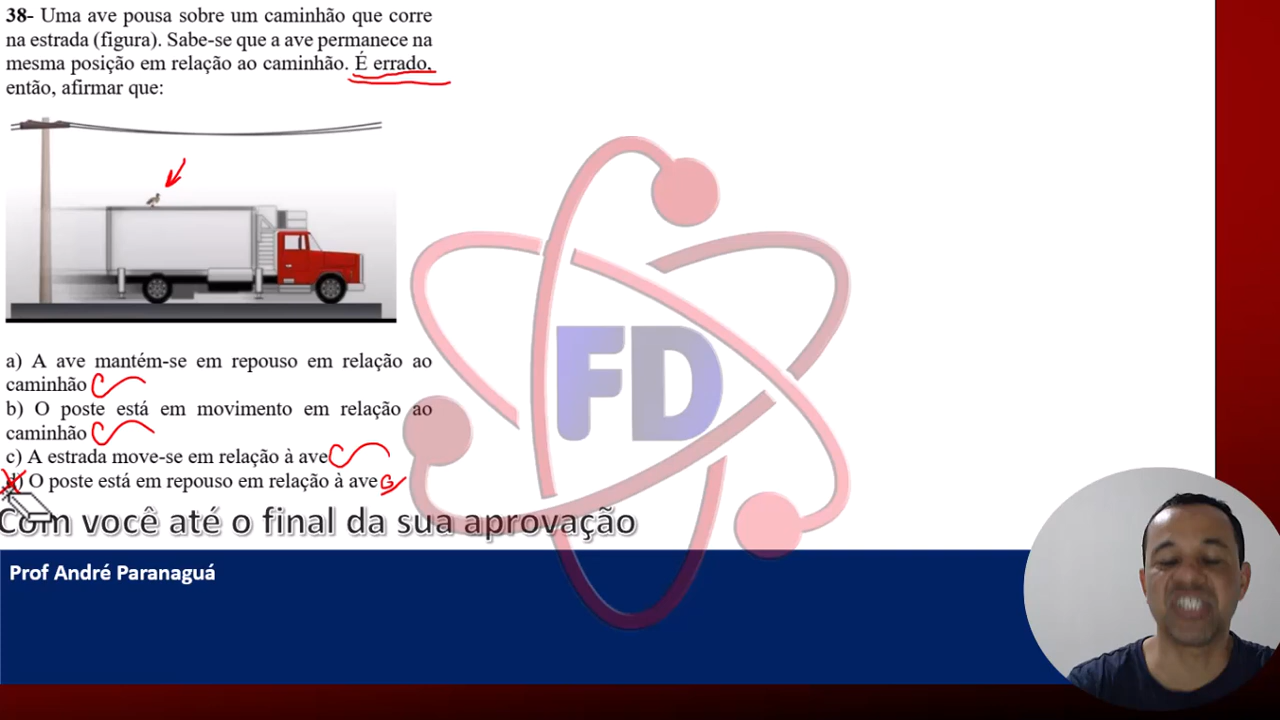 38- Uma ave pousa sobre um caminhão que corre
na estrada (figura). Sabe-se que a ave permanece na
mesma posição em relação ao caminhão. É errado,
então, afirmar que:
a) A ave mantém-se em repouso em relação ao
caminhão C
b) O poste está em movimento em relação ao
caminhão C
c) A estrada move-se em relação à ave C
d) O poste está em repouso em relação à ave
FD
Com você até o final da sua aprovação
Prof André Paranaguá